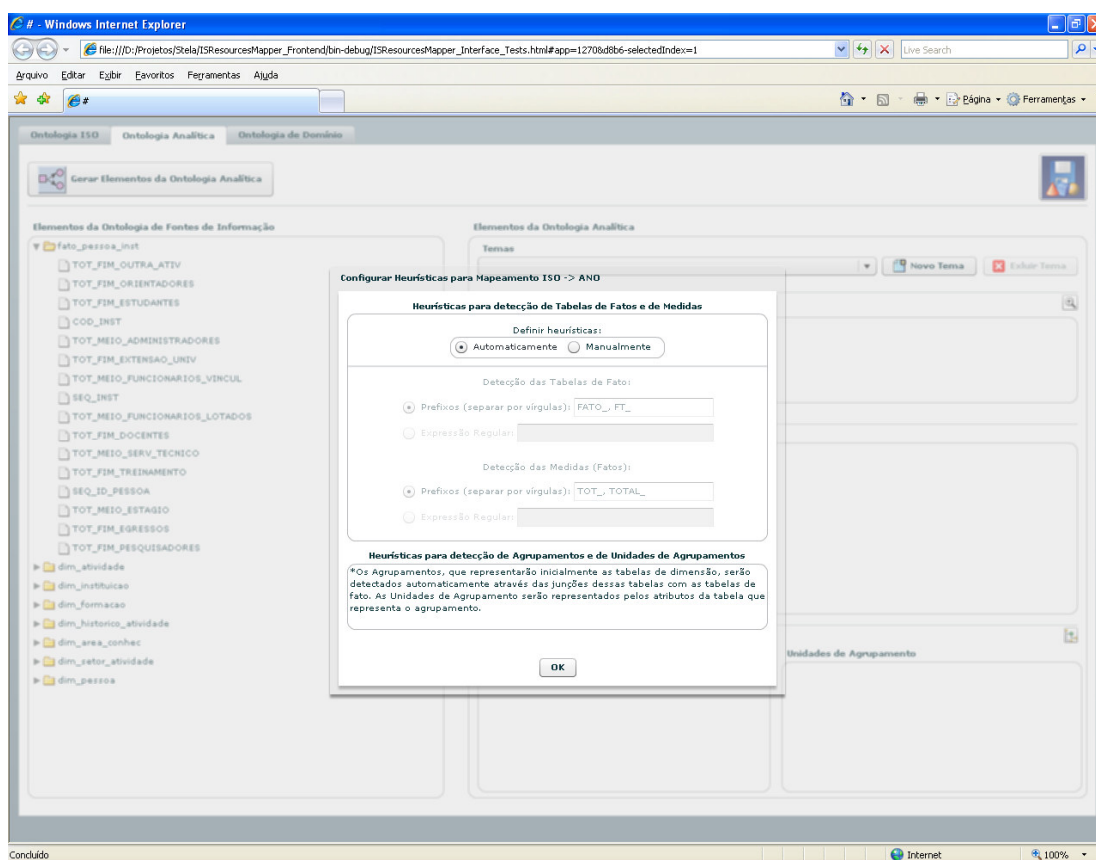 # - Windows Internet Explorer
file:///D:/Projetos/Stela/ISResourcesMapper_Frontend/bin-debug/ISResourcesMapper_Interface_Tests.html#app=1270&d8b6-selectedIndex=1
Live Search
Arquivo Editar Exibir Favoritos Ferramentas Ajuda
#
Página Ferramentas
Ontologia ISO Ontologia Analítica Ontologia de Domínio
Gerar Elementos da Ontologia Analítica
Elementos da Ontologia de Fontes de Informação
fato_pessoa_inst
TOT_FIM_OUTRA_ATIV
TOT_FIM_ORIENTADORES
TOT_FIM_ESTUDANTES
COD_INST
TOT_MEIO_ADMINISTRADORES
TOT_FIM_EXTENSAO_UNIV
TOT_MEIO_FUNCIONARIOS_VINCUL
SEQ_INST
TOT_MEIO_FUNCIONARIOS_LOTADOS
TOT_FIM_DOCENTES
TOT_MEIO_SERV_TECNICO
TOT_FIM_TREINAMENTO
SEQ_ID_PESSOA
TOT_MEIO_ESTAGIO
TOT_FIM_EGRESSOS
TOT_FIM_PESQUISADORES
dim_atividade
dim_instituicao
dim_formacao
dim_historico_atividade
dim_area_conhec
dim_setor_atividade
dim_pessoa
Elementos da Ontologia Analítica
Temas
Novo Tema Excluir Tema
Configurar Heurísticas para Mapeamento ISO -> ANO
Heurísticas para detecção de Tabelas de Fatos e de Medidas
Definir heurísticas:
Automaticamente Manualmente
Detecção das Tabelas de Fato:
Prefixos (separar por vírgulas): FATO_, FT_
Expressão Regular:
Detecção das Medidas (Fatos):
Prefixos (separar por vírgulas): TOT_, TOTAL_
Expressão Regular:
Heurísticas para detecção de Agrupamentos e de Unidades de Agrupamentos
*Os Agrupamentos, que representarão inicialmente as tabelas de dimensão, serão
detectados automaticamente através das junções dessas tabelas com as tabelas de
fato. As Unidades de Agrupamento serão representados pelos atributos da tabela que
representa o agrupamento.
OK
Unidades de Agrupamento
Concluído
Internet
100%